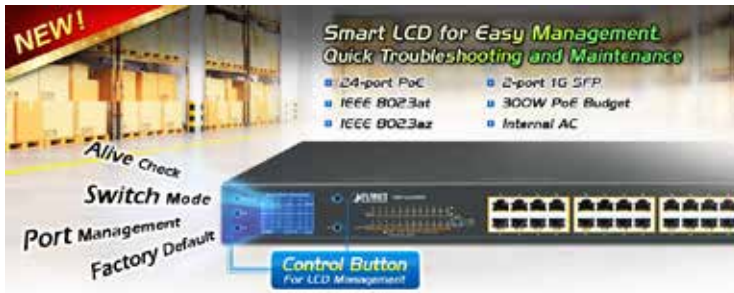 NEW!
Smart LCD for Easy Management.
Quick Troubleshooting and Maintenance
24-port PoE
2-port 1G SFP
IEEE 802.3at
300W PoE Budget
IEEE 802.3az
Internal AC
Alive Check
Switch Mode
Port Management
Factory Default
PLANET
Control Button
For LCD Management